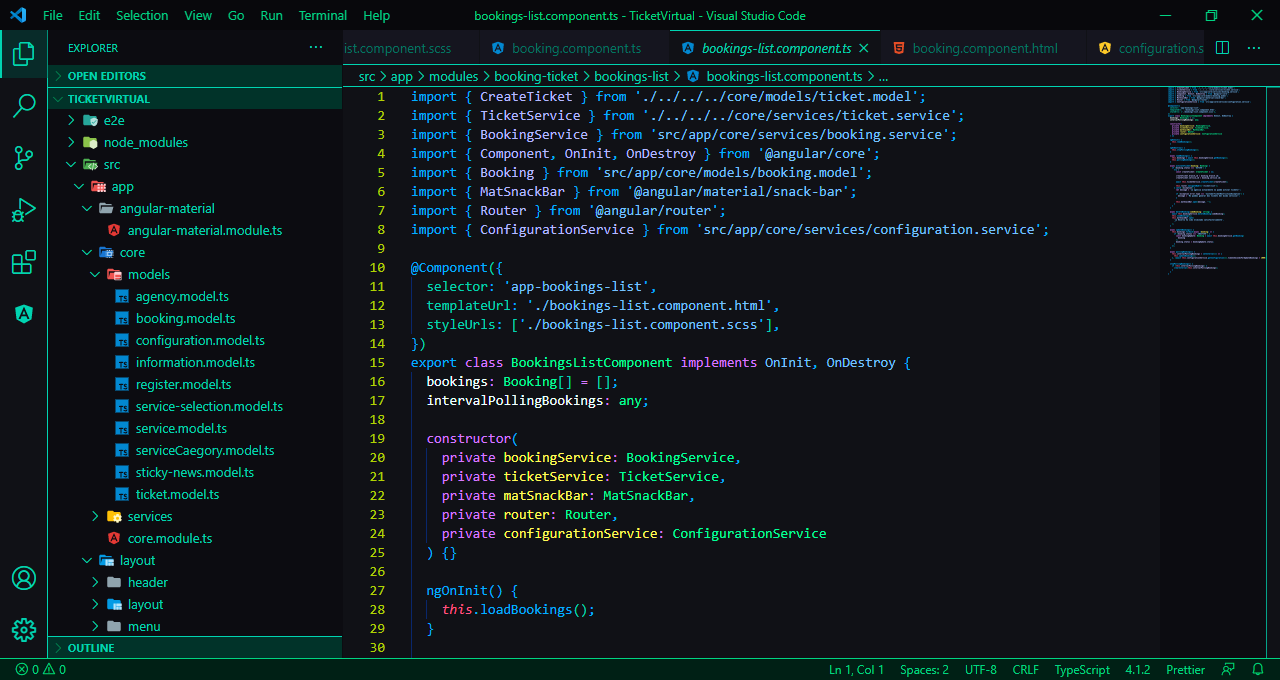 File Edit Selection View Go Run Terminal Help
bookings-list.component.ts - TicketVirtual - Visual Studio Code
EXPLORER
ist.component.scss
booking.component.ts
bookings-list.component.ts
booking.component.html
configuration.s
OPEN EDITORS
TICKETVIRTUAL
e2e
node_modules
src
app
angular-material
angular-material.module.ts
core
models
agency.model.ts
booking.model.ts
configuration.model.ts
information.model.ts
register.model.ts
service-selection.model.ts
service.model.ts
serviceCaegory.model.ts
sticky-news.model.ts
ticket.model.ts
services
core.module.ts
layout
header
layout
menu
OUTLINE
src > app > modules > booking-ticket > bookings-list > bookings-list.component.ts > ...
1 import { CreateTicket } from './../../../core/models/ticket.model';
2 import { TicketService } from './../../../core/services/ticket.service';
3 import { BookingService } from 'src/app/core/services/booking.service';
4 import { Component, OnInit, OnDestroy } from '@angular/core';
5 import { Booking } from 'src/app/core/models/booking.model';
6 import { MatSnackBar } from '@angular/material/snack-bar';
7 import { Router } from '@angular/router';
8 import { ConfigurationService } from 'src/app/core/services/configuration.service';
9
10 @Component({
11 selector: 'app-bookings-list',
12 templateUrl: './bookings-list.component.html',
13 styleUrls: ['./bookings-list.component.scss'],
14 })
15 export class BookingsListComponent implements OnInit, OnDestroy {
16 bookings: Booking[] = [];
17 intervalPollingBookings: any;
18
19 constructor(
20 private bookingService: BookingService,
21 private ticketService: TicketService,
22 private matSnackBar: MatSnackBar,
23 private router: Router,
24 private configurationService: ConfigurationService
25 ) {}
26
27 ngOnInit() {
28 this.loadBookings();
29 }
30
0 0
Ln 1, Col 1 Spaces: 2 UTF-8 CRLF TypeScript 4.1.2 Prettier